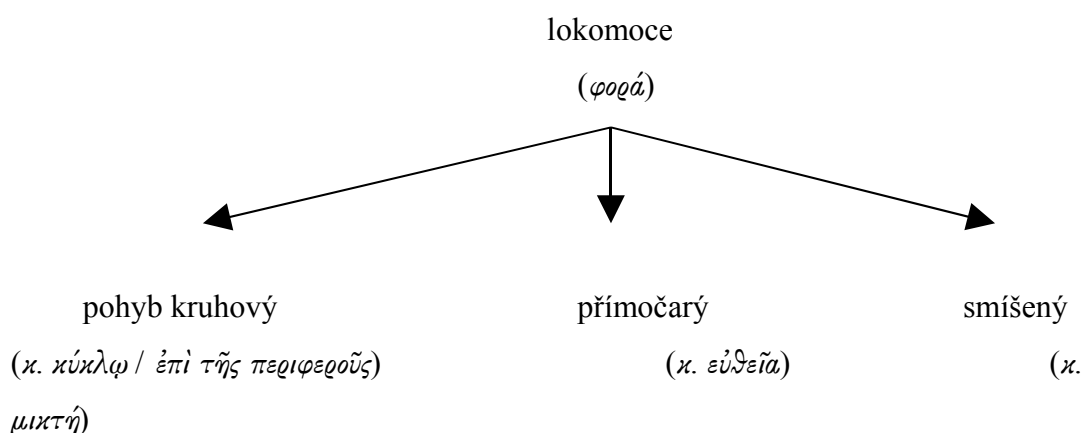 lokomoce
(φορά)
pohyb kruhový přímočarý smíšený
(κ. κύκλῳ / ἐπὶ τῆς περιφεροῦς) (κ. εὐθεῖα) (κ.
μικτή)